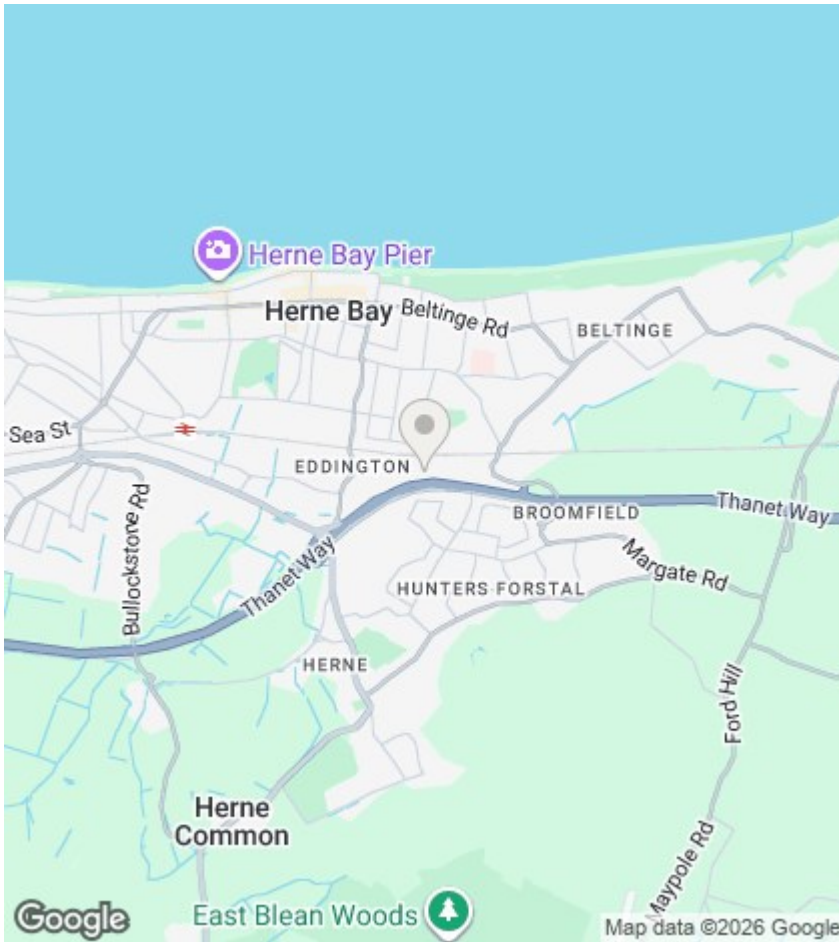 Herne Bay Pier
Herne Bay
Beltinge Rd
BELTINGE
Sea St
EDDINGTON
BROOMFIELD
Thanet Way
Bullockstone Rd
Thanet Way
Margate Rd
HUNTERS FORSTAL
HERNE
Ford Hill
Herne
Common
Maypole Rd
East Blean Woods
Google
Map data ©2026 Google